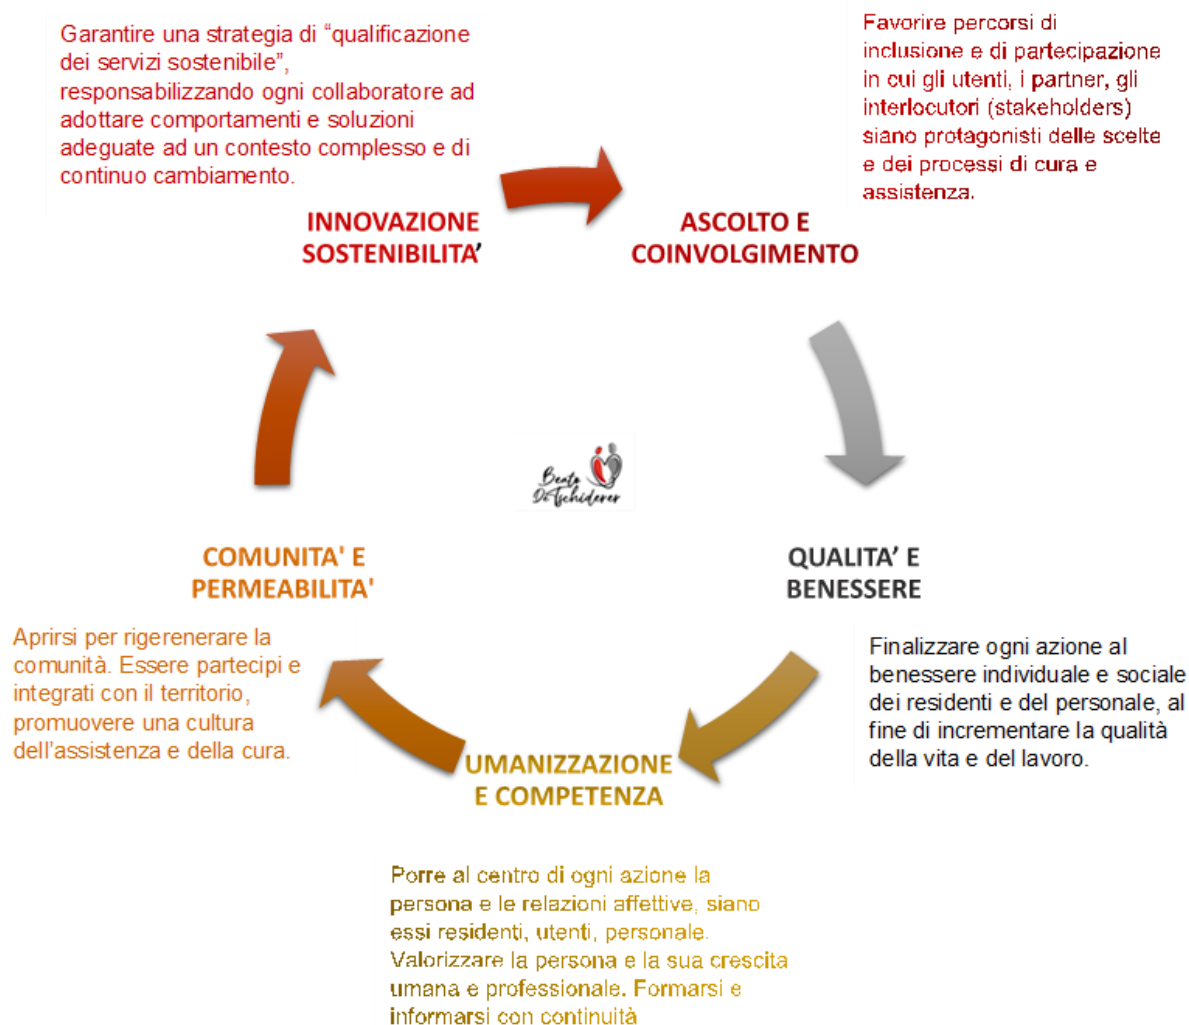 Garantire una strategia di “qualificazione
dei servizi sostenibile”,
responsabilizzando ogni collaboratore ad
adottare comportamenti e soluzioni
adeguate ad un contesto complesso e di
continuo cambiamento.
Favorire percorsi di
inclusione e di partecipazione
in cui gli utenti, i partner, gli
interlocutori (stakeholders)
siano protagonisti delle scelte
e dei processi di cura e
assistenza.
INNOVAZIONE
SOSTENIBILITA’
ASCOLTO E
COINVOLGIMENTO
Beato
De Tschiderer
COMUNITA' E
PERMEABILITA'
QUALITA’ E
BENESSERE
Aprirsi per rigerenerare la
comunità. Essere partecipi e
integrati con il territorio,
promuovere una cultura
dell’assistenza e della cura.
Finalizzare ogni azione al
benessere individuale e sociale
dei residenti e del personale, al
fine di incrementare la qualità
della vita e del lavoro.
UMANIZZAZIONE
E COMPETENZA
Porre al centro di ogni azione la
persona e le relazioni affettive, siano
essi residenti, utenti, personale.
Valorizzare la persona e la sua crescita
umana e professionale. Formarsi e
informarsi con continuità